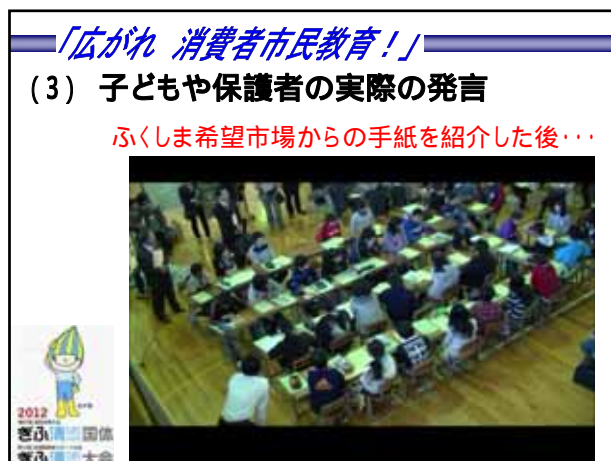 「広がれ 消費者市民教育！」
(3) 子どもや保護者の実際の発言
ふくしま希望市場からの手紙を紹介した後・・・
2012
ぎふ清流国体
ぎふ清流大会